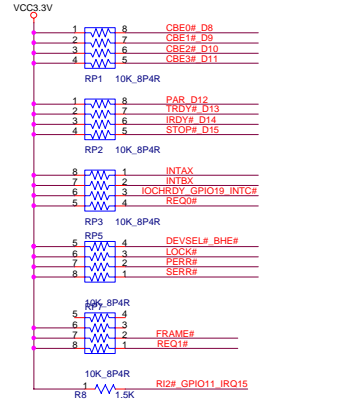 VCC3.3V
1 8 CBE0#_D8
2 7 CBE1#_D9
3 6 CBE2#_D10
4 5 CBE3#_D11
RP1 10K_8P4R
1 8 PAR_D12
2 7 TRDY#_D13
3 6 IRDY#_D14
4 5 STOP#_D15
RP2 10K_8P4R
8 1 INTAX
7 2 INTBX
6 3 IOCHRDY_GPIO19_INTC#
5 4 REQ0#
RP3 10K_8P4R
RP5
5 4 DEVSEL#_BHE#
6 3 LOCK#
7 2 PERR#
8 1 SERR#
10K_8P4R
RP7
5 4
6 3
7 2 FRAME#
8 1 REQ1#
10K_8P4R
1 RI2#_GPIO11_IRQ15
R8 1.5K